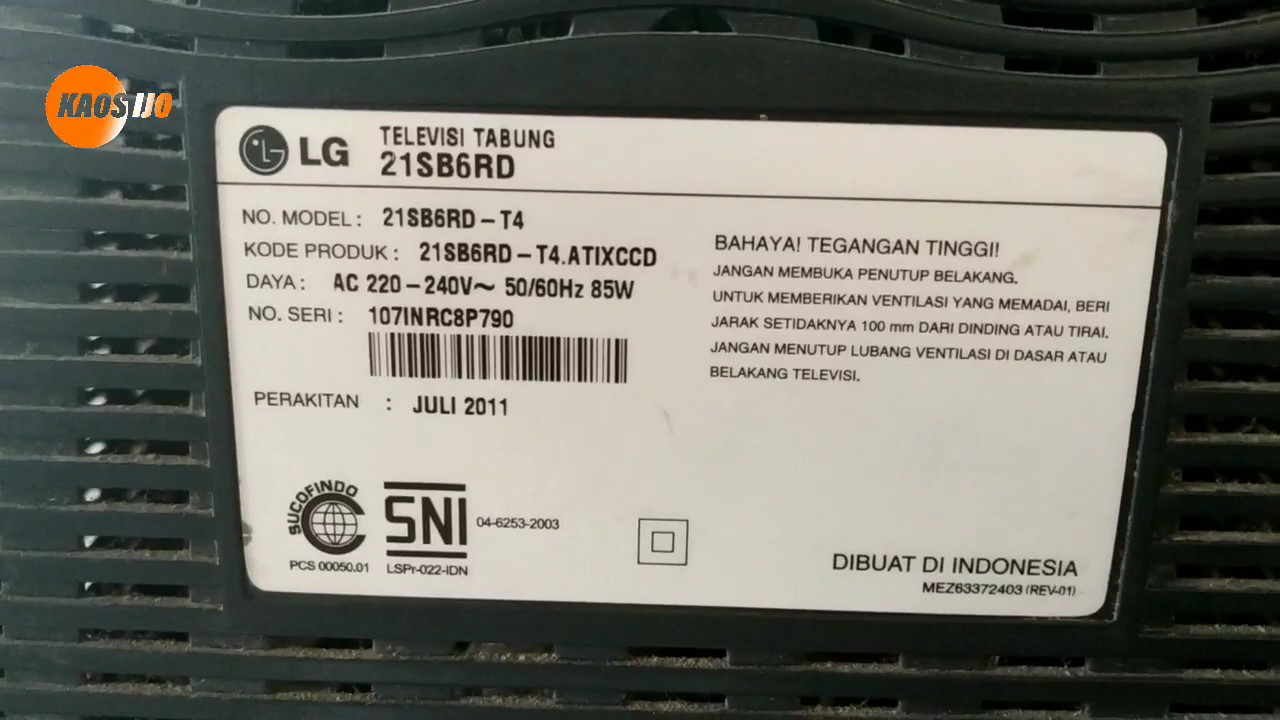 KAOS IJO
LG
TELEVISI TABUNG
21SB6RD
NO. MODEL : 21SB6RD – T4
KODE PRODUK : 21SB6RD – T4.ATIXCCD
DAYA : AC 220 – 240V~ 50/60Hz 85W
NO. SERI : 107INRC8P790
PERAKITAN : JULI 2011
BAHAYA! TEGANGAN TINGGI!
JANGAN MEMBUKA PENUTUP BELAKANG.
UNTUK MEMBERIKAN VENTILASI YANG MEMADAI, BERI
JARAK SETIDAKNYA 100 mm DARI DINDING ATAU TIRAI.
JANGAN MENUTUP LUBANG VENTILASI DI DASAR ATAU
BELAKANG TELEVISI.
SUCOFINDO
PCS 00050.01
SNI 04-6253-2003
LSPr-022-IDN
DIBUAT DI INDONESIA
MEZ63372403 (REV-01)